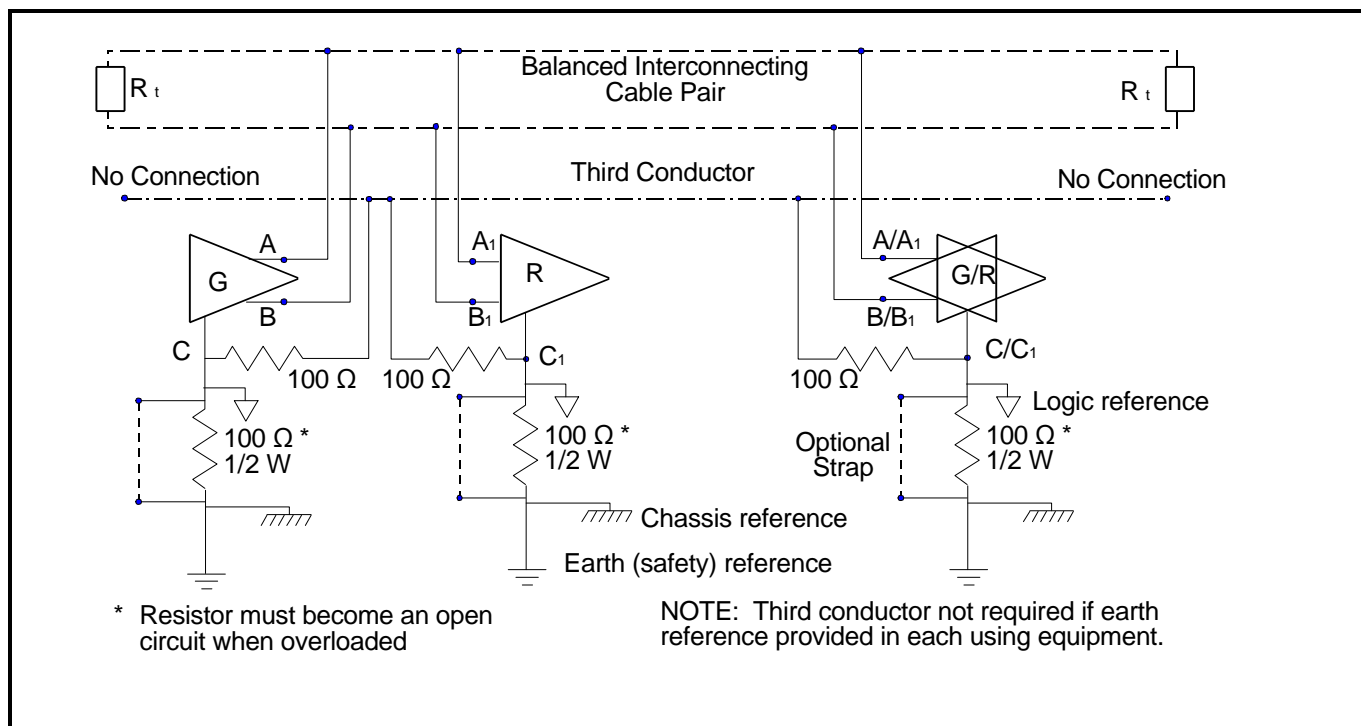 Balanced Interconnecting
Cable Pair
R t
R t
No Connection
Third Conductor
No Connection
A
G
B
C
100 Ω
A1
R
B1
C1
100 Ω
A/A1
G/R
B/B1
C/C1
100 Ω
Logic reference
100 Ω *
1/2 W
100 Ω *
1/2 W
Optional
Strap
100 Ω *
1/2 W
Chassis reference
Earth (safety) reference
* Resistor must become an open
circuit when overloaded
NOTE: Third conductor not required if earth
reference provided in each using equipment.